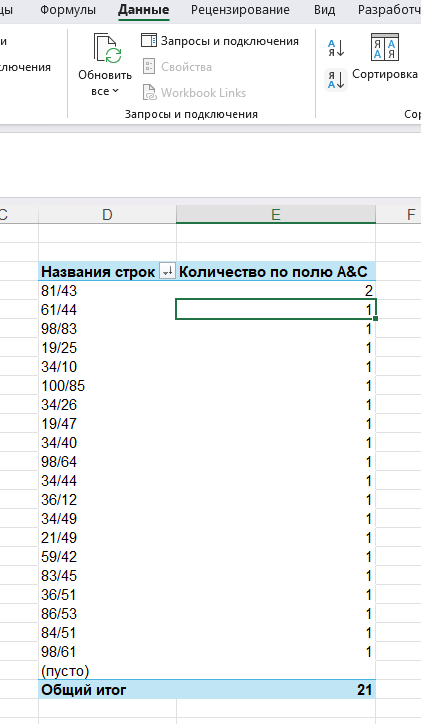 Формулы Данные Рецензирование Вид
и
Обновить все
Запросы и подключения
Свойства
Workbook Links
Сортировка
Запросы и подключения
C D E F
Названия строк Количество по полю A&C
81/43 2
61/44 1
98/83 1
19/25 1
34/10 1
100/85 1
34/26 1
19/47 1
34/40 1
98/64 1
34/44 1
36/12 1
34/49 1
21/49 1
59/42 1
83/45 1
36/51 1
86/53 1
84/51 1
98/61 1
(пусто)
Общий итог 21